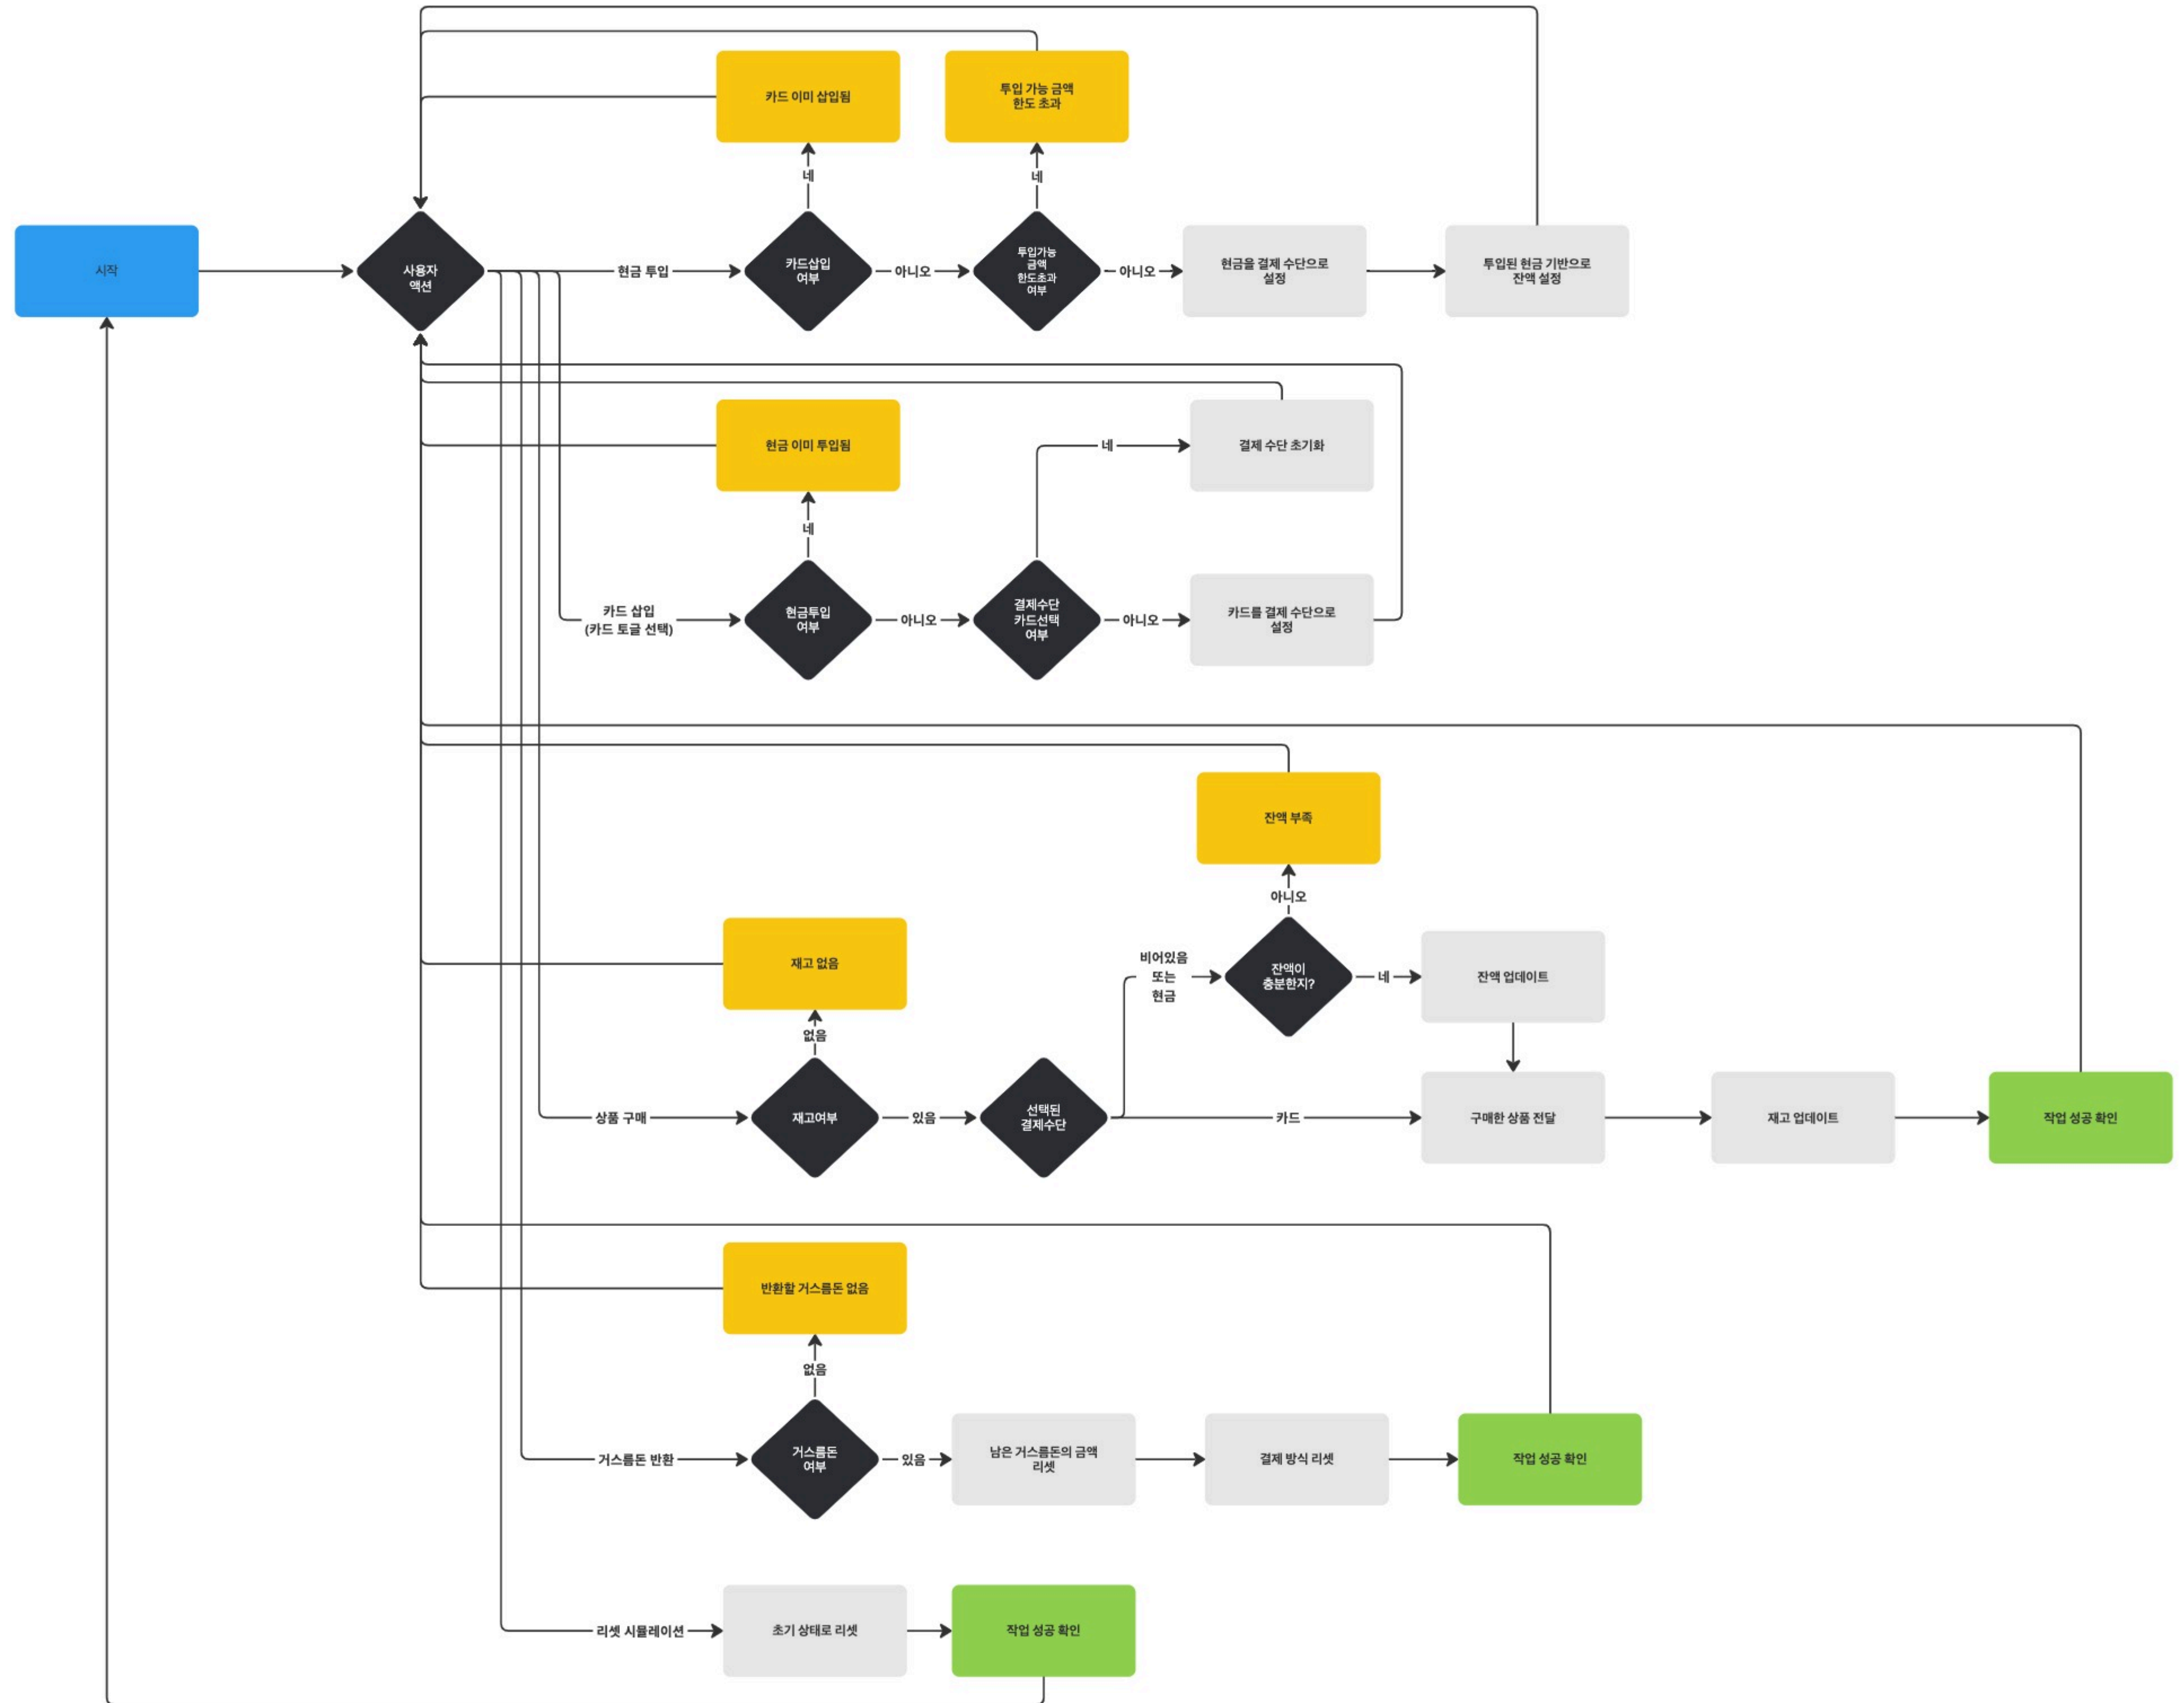 카드 이미 삽입됨
투입 가능 금액
한도 초과
네
네
시작
사용자
액션
현금 투입
카드삽입
여부
아니오
투입가능
금액
한도초과
여부
아니오
현금을 결제 수단으로
설정
투입된 현금 기반으로
잔액 설정
현금 이미 투입됨
네
결제 수단 초기화
네
카드 삽입
(카드 토글 선택)
현금투입
여부
아니오
결제수단
카드선택
여부
아니오
카드를 결제 수단으로
설정
잔액 부족
아니오
재고 없음
비어있음
또는
현금
잔액이
충분한지?
네
잔액 업데이트
없음
상품 구매
재고여부
있음
선택된
결제수단
카드
구매한 상품 전달
재고 업데이트
작업 성공 확인
반환할 거스름돈 없음
없음
거스름돈 반환
거스름돈
여부
있음
남은 거스름돈의 금액
리셋
결제 방식 리셋
작업 성공 확인
리셋 시뮬레이션
초기 상태로 리셋
작업 성공 확인